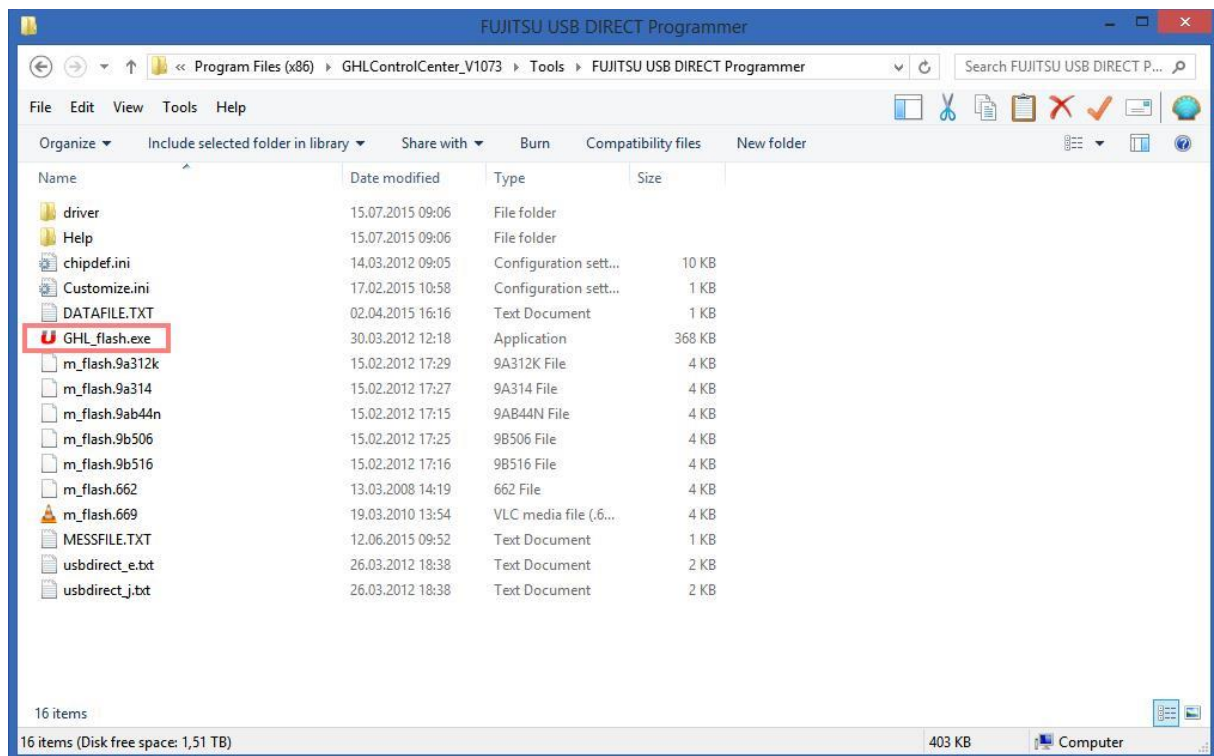 FUJITSU USB DIRECT Programmer
« Program Files (x86) GHLControlCenter_V1073 Tools FUJITSU USB DIRECT Programmer Search FUJITSU USB DIRECT P...
File Edit View Tools Help
Organize Include selected folder in library Share with Burn Compatibility files New folder
Name Date modified Type Size
driver 15.07.2015 09:06 File folder
Help 15.07.2015 09:06 File folder
chipdef.ini 14.03.2012 09:05 Configuration sett... 10 KB
Customize.ini 17.02.2015 10:58 Configuration sett... 1 KB
DATAFILE.TXT 02.04.2015 16:16 Text Document 1 KB
GHL_flash.exe 30.03.2012 12:18 Application 368 KB
m_flash.9a312k 15.02.2012 17:29 9A312K File 4 KB
m_flash.9a314 15.02.2012 17:27 9A314 File 4 KB
m_flash.9ab44n 15.02.2012 17:15 9AB44N File 4 KB
m_flash.9b506 15.02.2012 17:25 9B506 File 4 KB
m_flash.9b516 15.02.2012 17:16 9B516 File 4 KB
m_flash.662 13.03.2008 14:19 662 File 4 KB
m_flash.669 19.03.2010 13:54 VLC media file (.6... 4 KB
MESSFILE.TXT 12.06.2015 09:52 Text Document 1 KB
usbdirect_e.txt 26.03.2012 18:38 Text Document 2 KB
usbdirect_j.txt 26.03.2012 18:38 Text Document 2 KB
16 items
16 items (Disk free space: 1,51 TB) 403 KB Computer